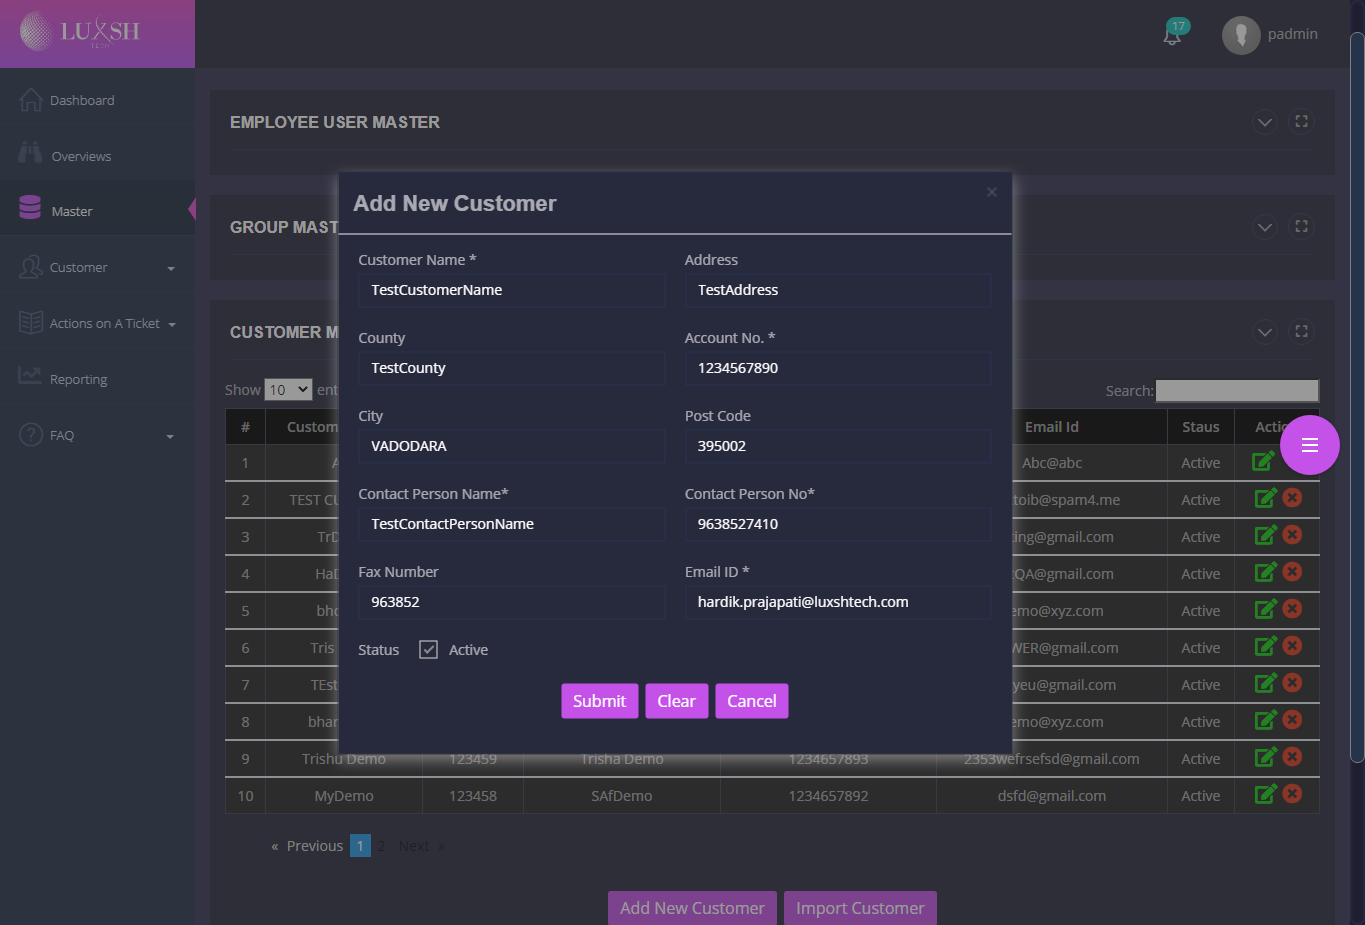 LUXSH
TECH
17
padmin
Dashboard
Overviews
Master
Customer
Actions on A Ticket
Reporting
FAQ
EMPLOYEE USER MASTER
GROUP MAST
CUSTOMER M
Show 10 ent
Search:
# Custom Email Id Staus Actio
1 A Abc@abc Active
2 TEST CU toib@spam4.me Active
3 TrD ing@gmail.com Active
4 HaD QA@gmail.com Active
5 bho emo@xyz.com Active
6 Tris WER@gmail.com Active
7 TEst yeu@gmail.com Active
8 bhar emo@xyz.com Active
9 Trishu Demo 123459 Trisha Demo 1234657893 2353wefrsefsd@gmail.com Active
10 MyDemo 123458 SAfDemo 1234657892 dsfd@gmail.com Active
« Previous 1 2 Next »
Add New Customer Import Customer
Add New Customer ×
Customer Name * Address
TestCustomerName TestAddress
County Account No. *
TestCounty 1234567890
City Post Code
VADODARA 395002
Contact Person Name* Contact Person No*
TestContactPersonName 9638527410
Fax Number Email ID *
963852 hardik.prajapati@luxshtech.com
Status Active
Submit Clear Cancel